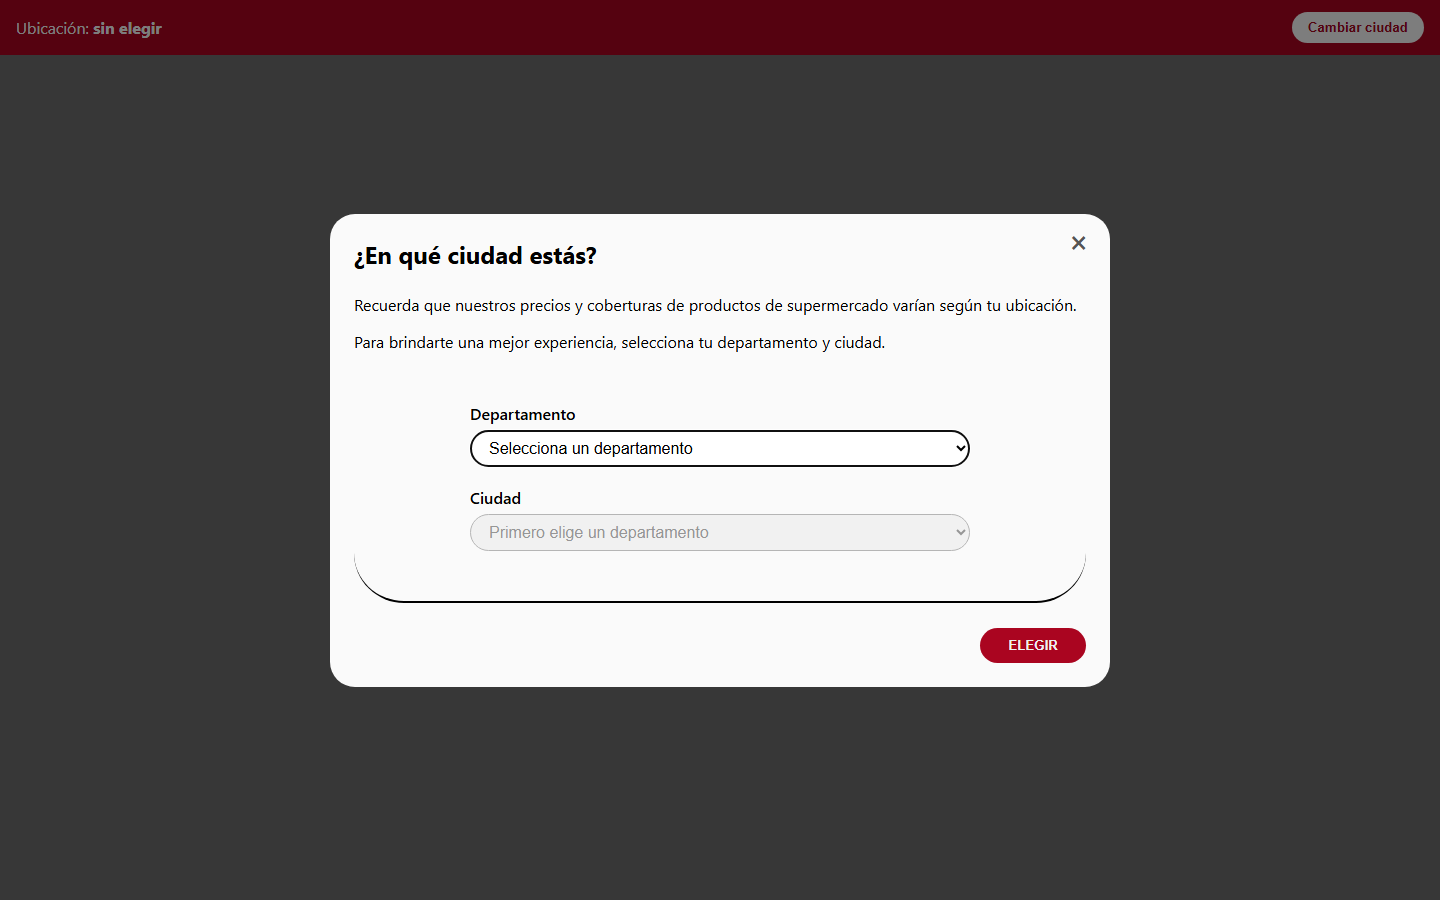 Ubicación: sin elegir
Cambiar ciudad
¿En qué ciudad estás?
Recuerda que nuestros precios y coberturas de productos de supermercado varían según tu ubicación.
Para brindarte una mejor experiencia, selecciona tu departamento y ciudad.
Departamento
Selecciona un departamento
Ciudad
Primero elige un departamento
ELEGIR